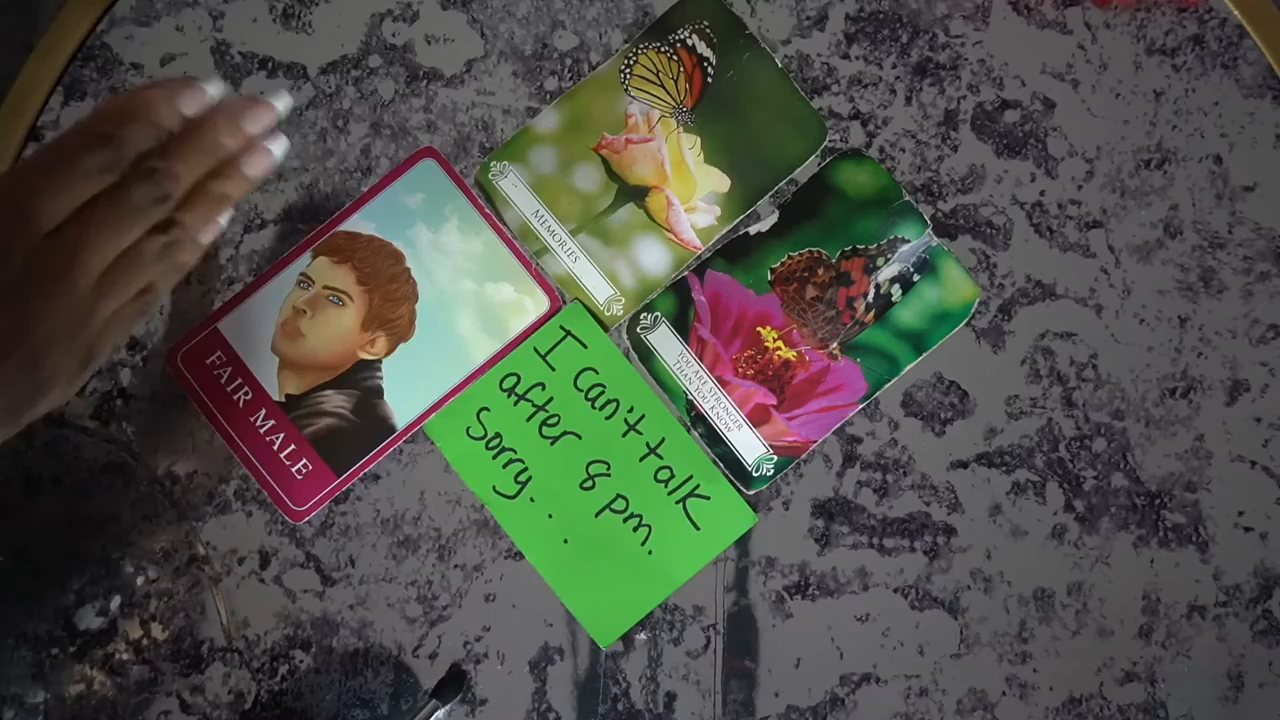 MEMORIES
YOU ARE STRONGER
THAN YOU KNOW
FAIR MALE
I can't talk
after 8 pm.
Sorry...